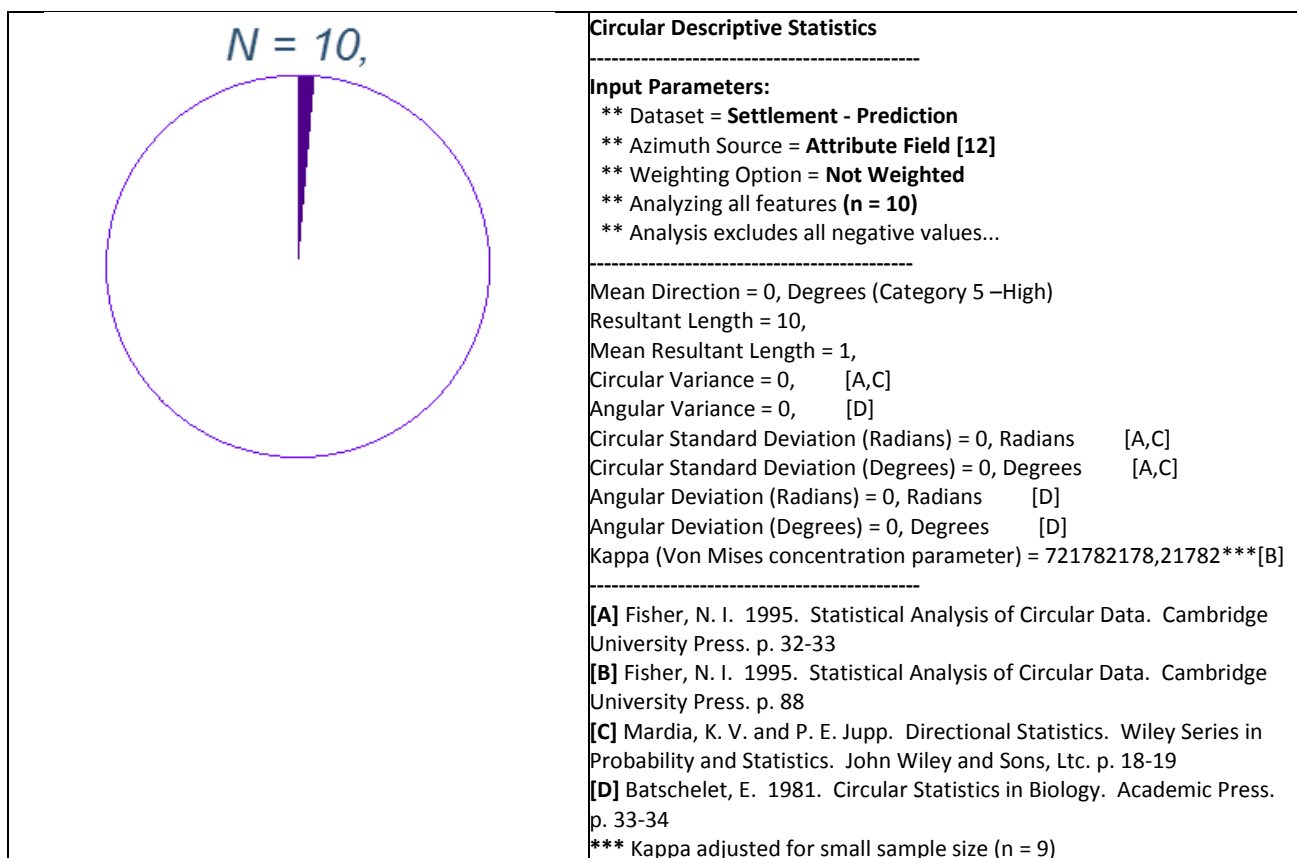 N = 10,
Circular Descriptive Statistics
---------------------------------------------
Input Parameters:
** Dataset = Settlement - Prediction
** Azimuth Source = Attribute Field [12]
** Weighting Option = Not Weighted
** Analyzing all features (n = 10)
** Analysis excludes all negative values...
--------------------------------------------
Mean Direction = 0, Degrees (Category 5 –High)
Resultant Length = 10,
Mean Resultant Length = 1,
Circular Variance = 0, [A,C]
Angular Variance = 0, [D]
Circular Standard Deviation (Radians) = 0, Radians [A,C]
Circular Standard Deviation (Degrees) = 0, Degrees [A,C]
Angular Deviation (Radians) = 0, Radians [D]
Angular Deviation (Degrees) = 0, Degrees [D]
Kappa (Von Mises concentration parameter) = 721782178,21782***[B]
---------------------------------------------
[A] Fisher, N. I. 1995. Statistical Analysis of Circular Data. Cambridge
University Press. p. 32-33
[B] Fisher, N. I. 1995. Statistical Analysis of Circular Data. Cambridge
University Press. p. 88
[C] Mardia, K. V. and P. E. Jupp. Directional Statistics. Wiley Series in
Probability and Statistics. John Wiley and Sons, Ltc. p. 18-19
[D] Batschelet, E. 1981. Circular Statistics in Biology. Academic Press.
p. 33-34
*** Kappa adjusted for small sample size (n = 9)